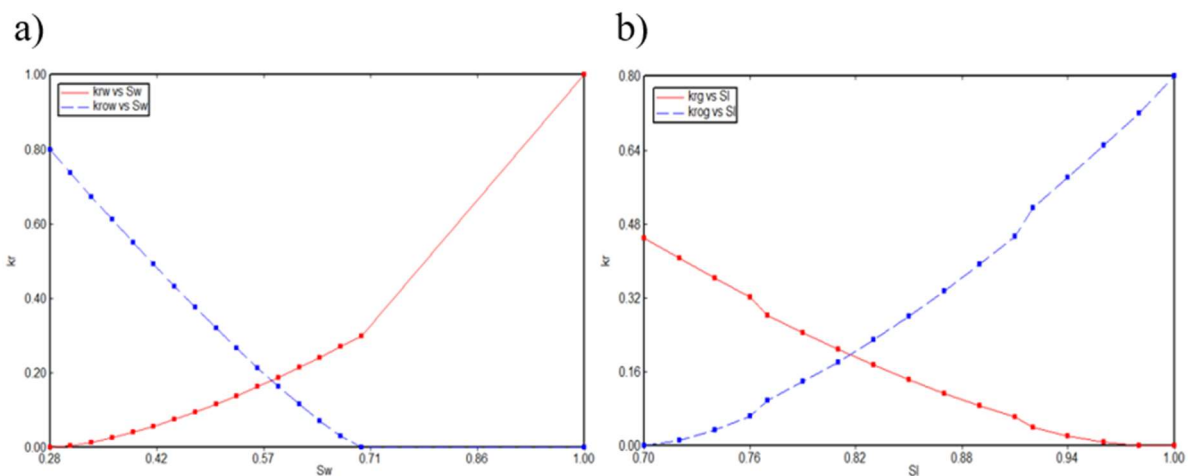 a)
b)
1.00
0.80
0.60
0.40
0.20
0.00
kr
krw vs Sw
krow vs Sw
0.28
0.42
0.57
0.71
0.86
1.00
Sw
0.80
0.64
0.48
0.32
0.16
0.00
kr
krg vs Sl
krog vs Sl
0.70
0.76
0.82
0.88
0.94
1.00
Sl